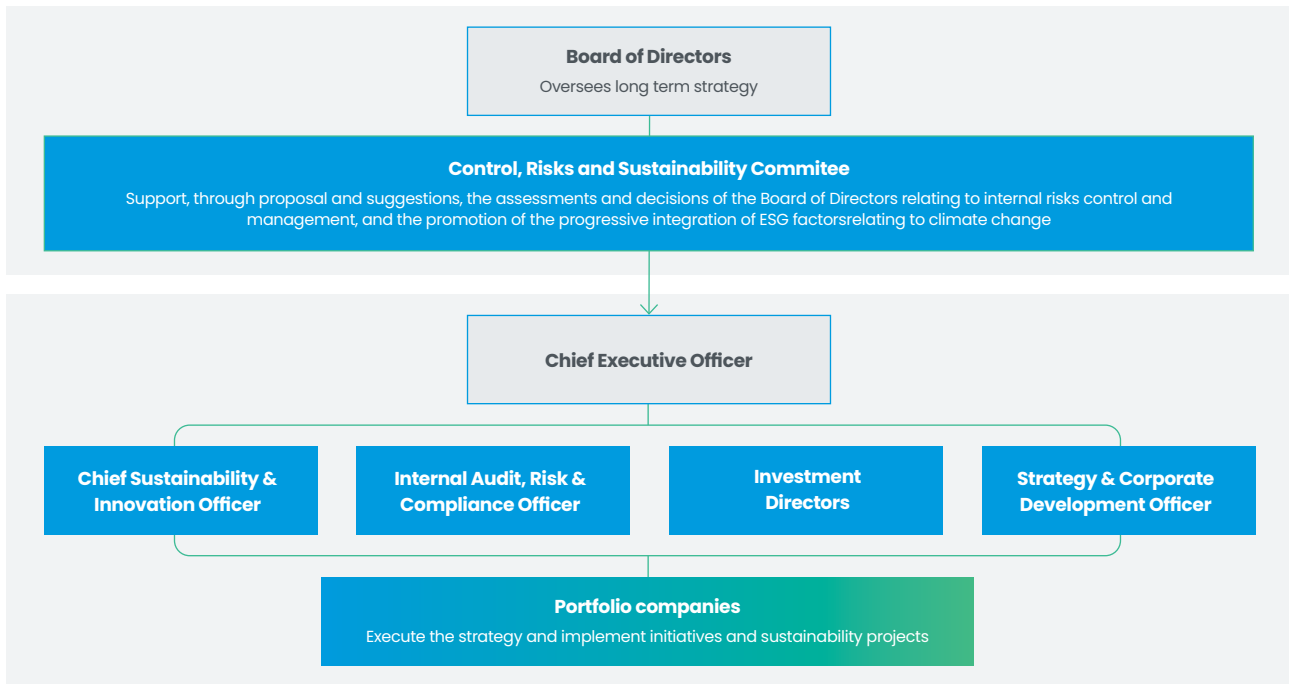 Board of Directors
Oversees long term strategy
Control, Risks and Sustainability Commitee
Support, through proposal and suggestions, the assessments and decisions of the Board of Directors relating to internal risks control and
management, and the promotion of the progressive integration of ESG factorsrelating to climate change
Chief Executive Officer
Chief Sustainability &
Innovation Officer
Internal Audit, Risk &
Compliance Officer
Investment
Directors
Strategy & Corporate
Development Officer
Portfolio companies
Execute the strategy and implement initiatives and sustainability projects